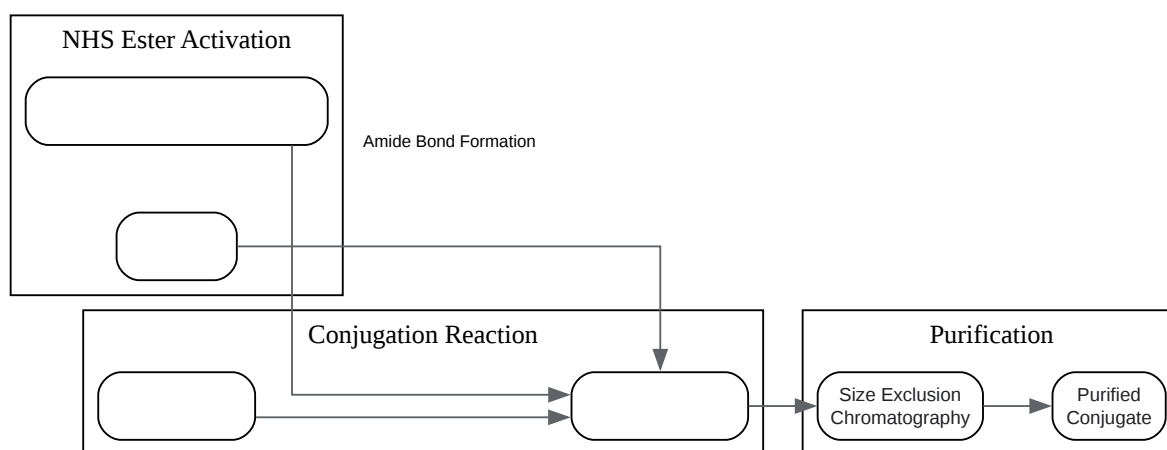 NHS Ester Activation
Amide Bond Formation
Conjugation Reaction
Purification
Size Exclusion
Chromatography
Purified
Conjugate